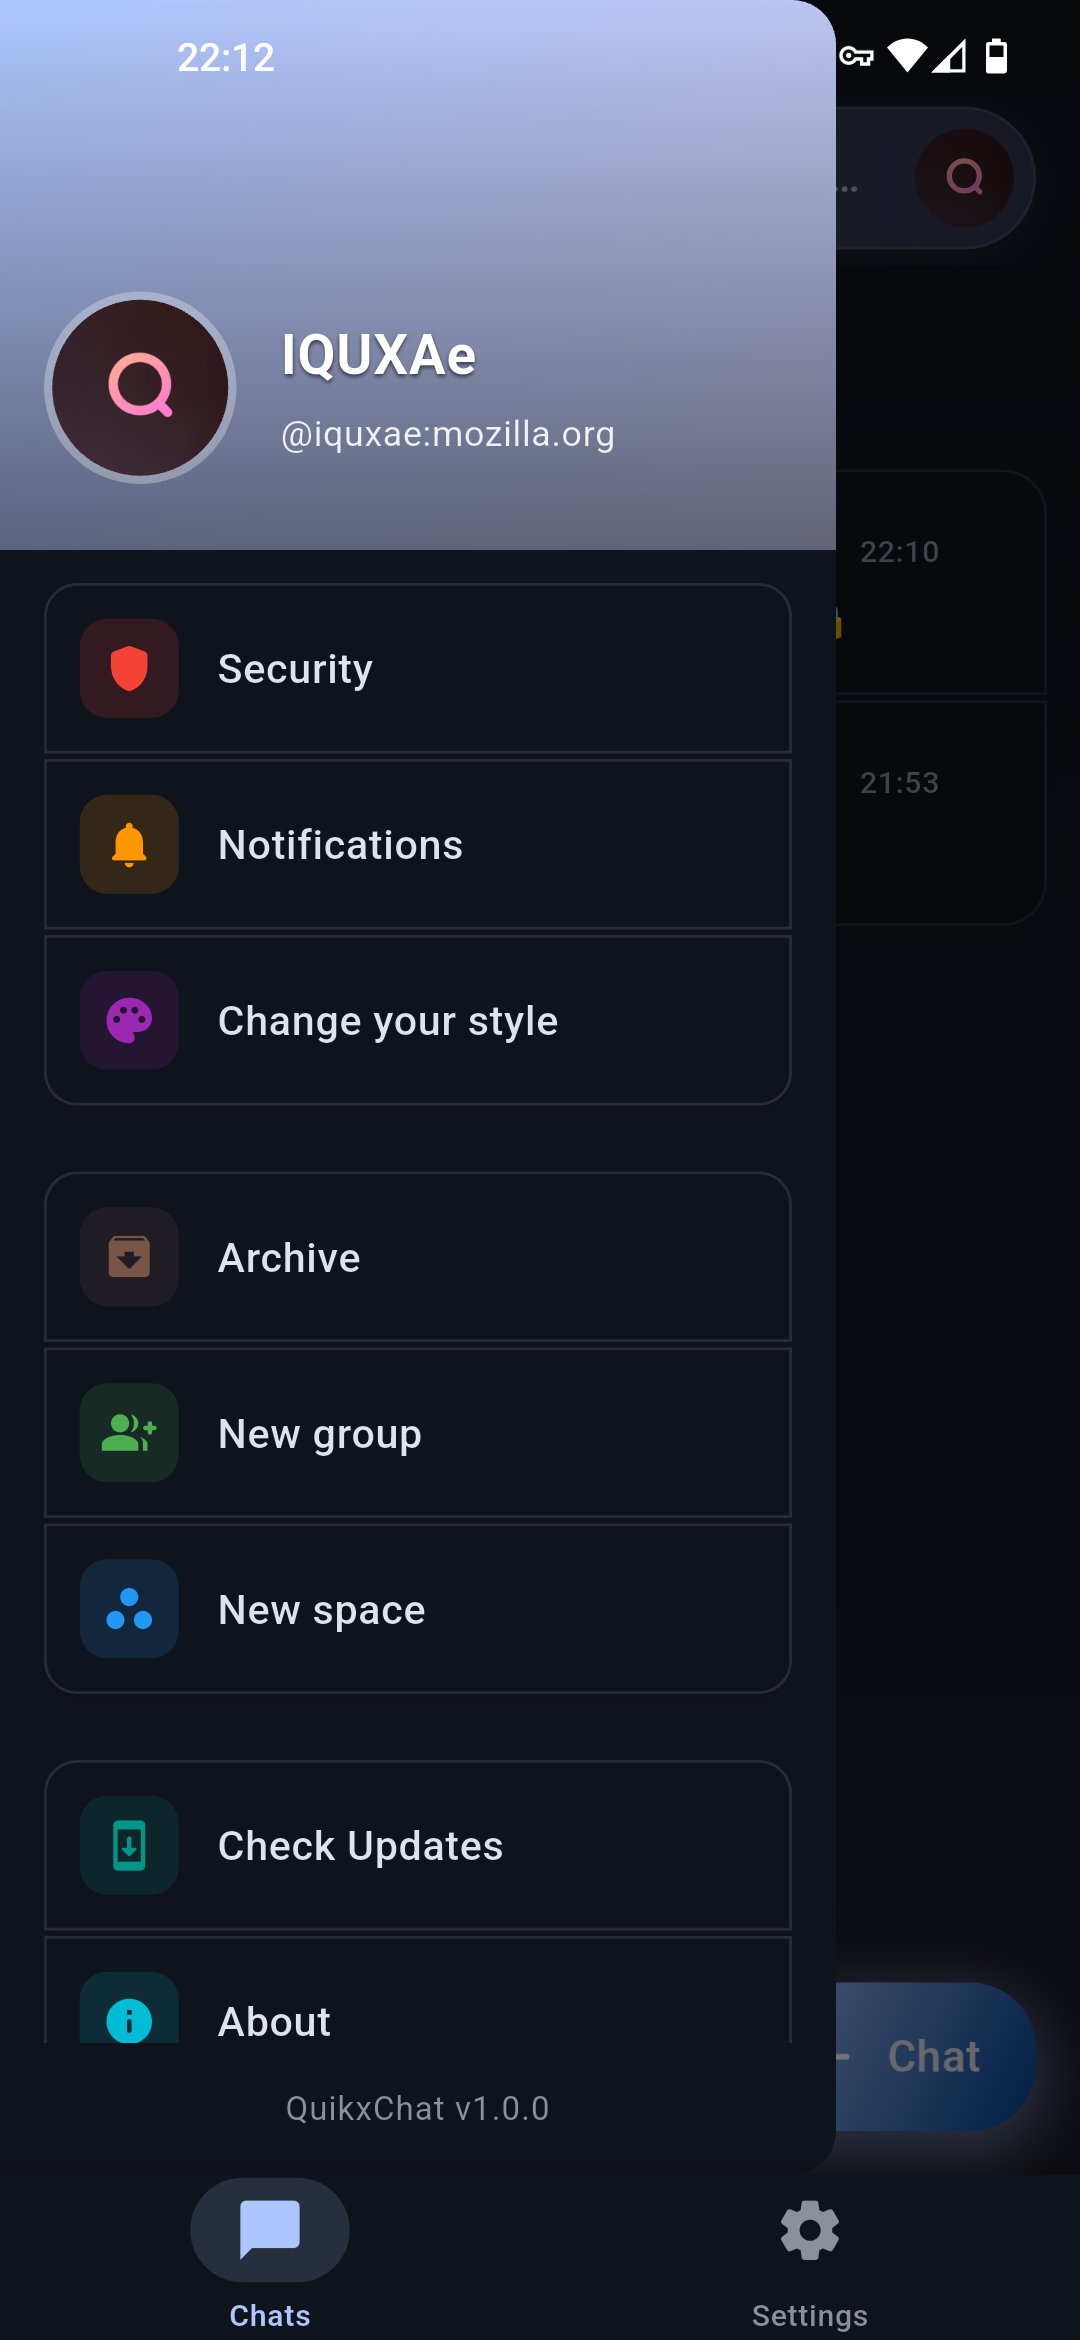 22:12
...
IQUXAe
@iquxae:mozilla.org
22:10
Security
21:53
Notifications
Change your style
Archive
New group
New space
Check Updates
About
Chat
QuikxChat v1.0.0
Chats
Settings